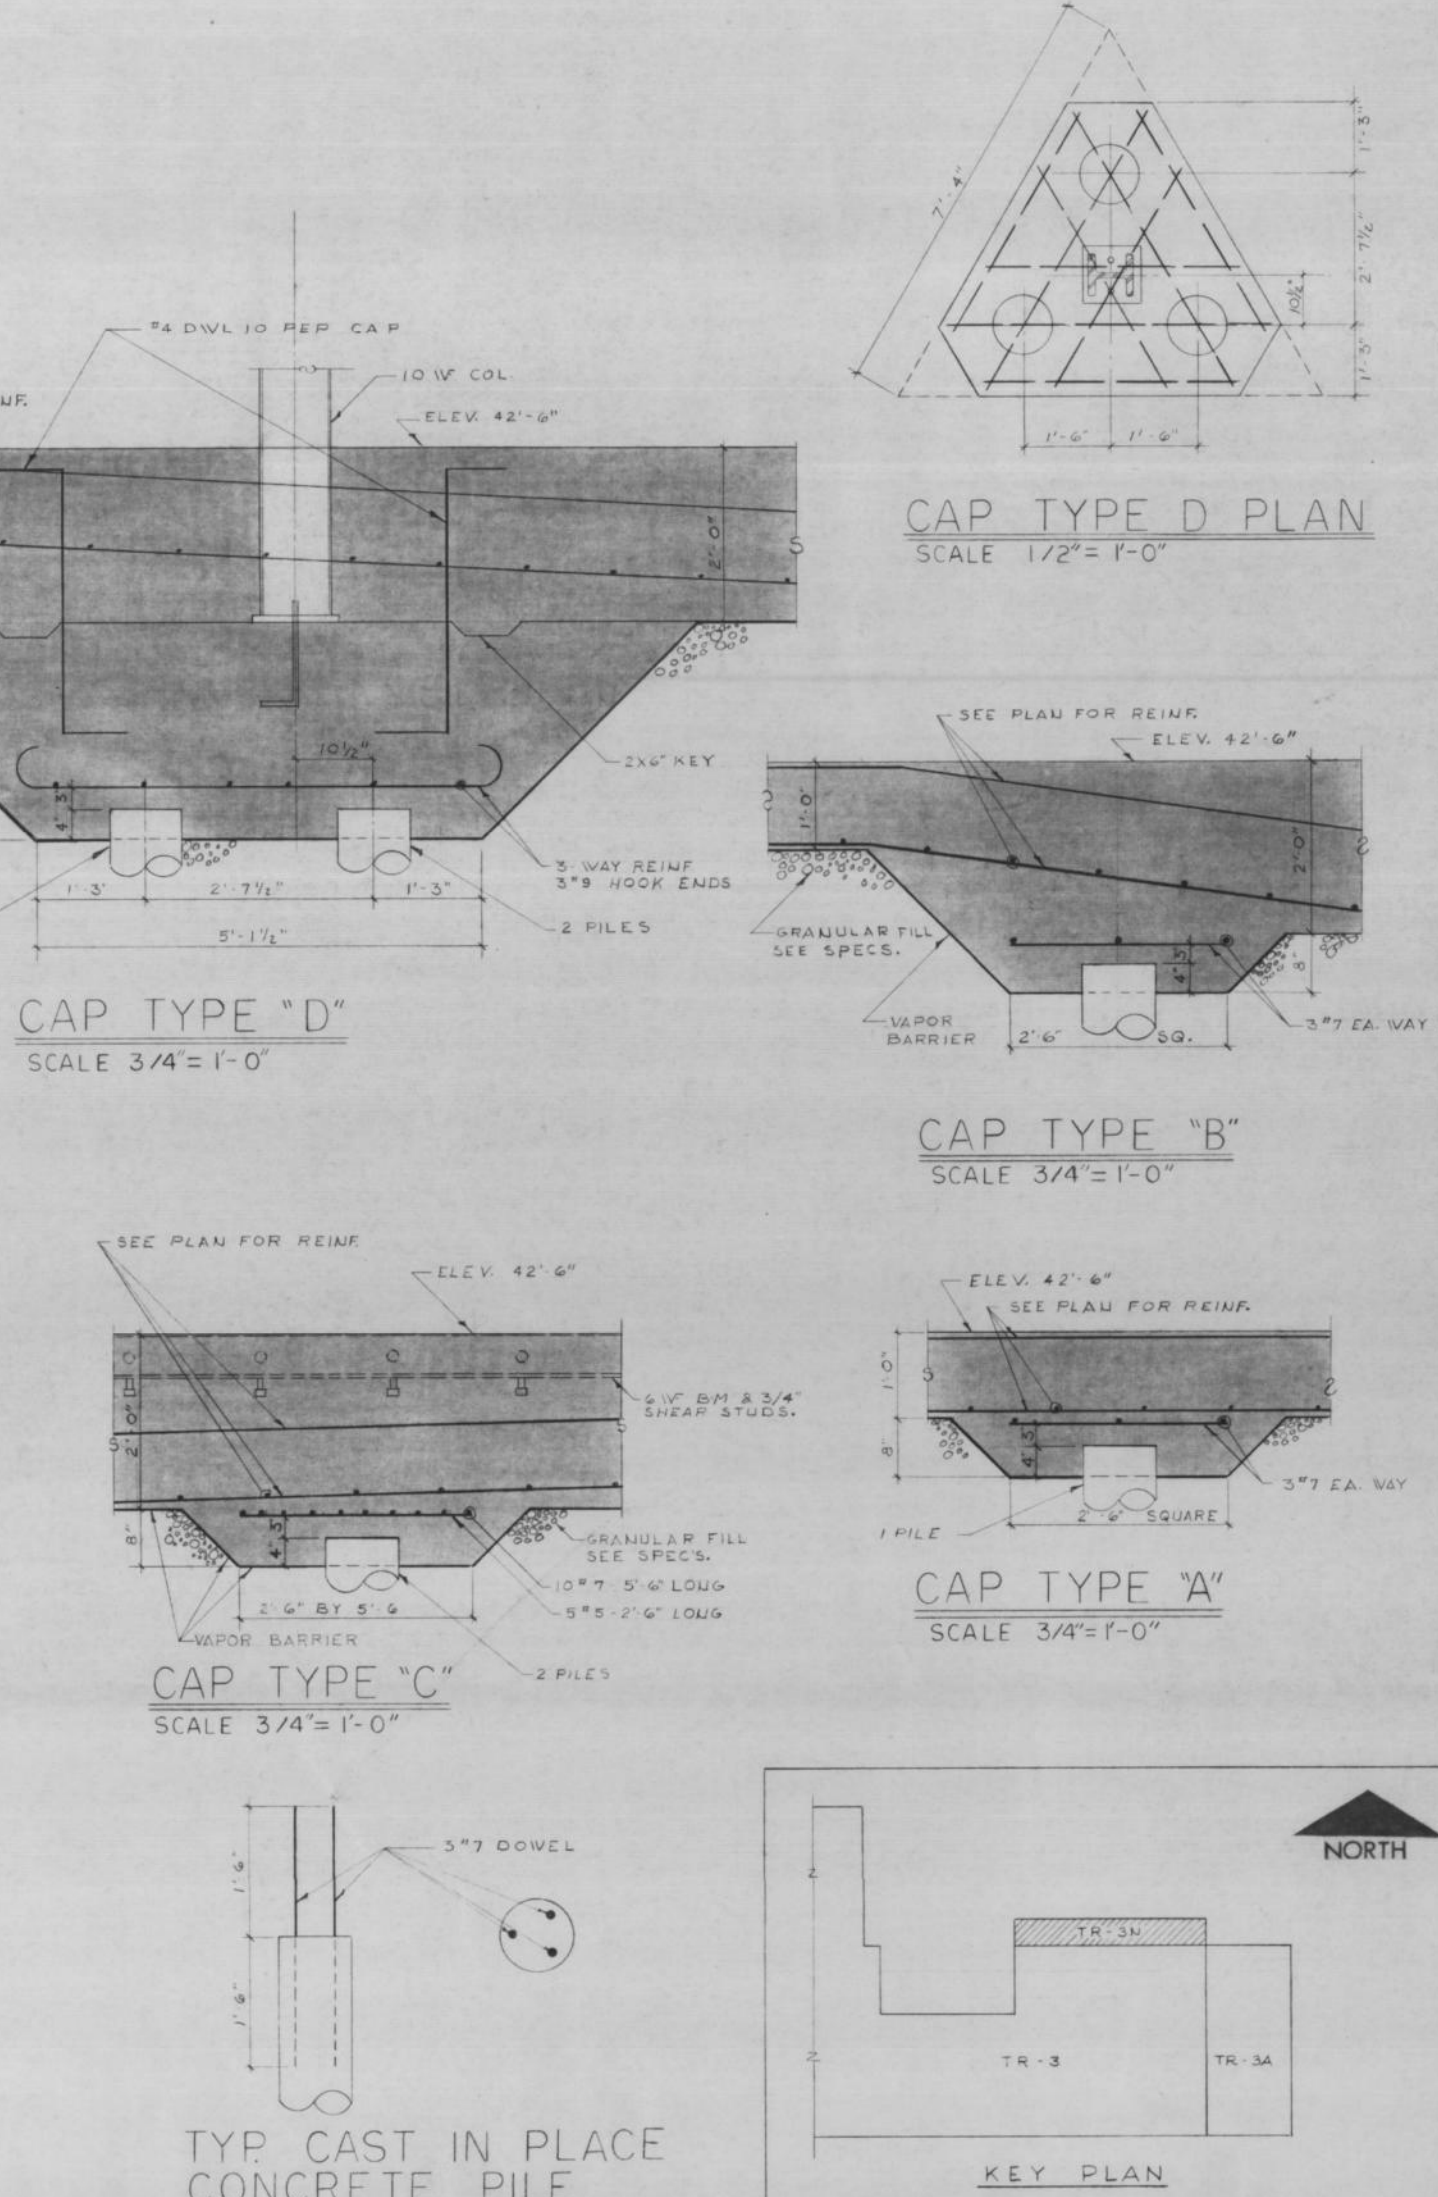 7'-4"
1'-3"
2'-7½"
10½"
1'-3"
1'-6" 1'-6"
CAP TYPE D PLAN
SCALE 1/2"=1'-0"
#4 DWL 10 PER CAP
10 WF COL.
NF.
ELEV. 42'-6"
2'-0"
10½"
2X6" KEY
4" 3"
3-WAY REINF
3#9 HOOK ENDS
1'-3" 2'-7½" 1'-3"
2 PILES
5'-1½"
CAP TYPE "D"
SCALE 3/4"=1'-0"
SEE PLAN FOR REINF.
ELEV. 42'-6"
1'-0"
2'-0"
GRANULAR FILL
SEE SPECS.
4" 3"
8"
VAPOR
BARRIER
2'-6" SQ.
3#7 EA. WAY
CAP TYPE "B"
SCALE 3/4"=1'-0"
SEE PLAN FOR REINF.
ELEV. 42'-6"
2'-0"
6 WF BM & 3/4"
SHEAR STUDS.
8"
4" 3"
GRANULAR FILL
SEE SPEC'S.
10#7-5'-6" LONG
5#5-2'-6" LONG
2'-6" BY 5'-6
VAPOR BARRIER
2 PILES
CAP TYPE "C"
SCALE 3/4"=1'-0"
ELEV. 42'-6"
SEE PLAN FOR REINF.
1'-0"
8"
4" 3"
3#7 EA. WAY
1 PILE
2'-6" SQUARE
CAP TYPE "A"
SCALE 3/4"=1'-0"
3#7 DOWEL
1'-6"
1'-6"
TYP. CAST IN PLACE
CONCRETE PILE
NORTH
TR-3N
TR-3
TR-3A
KEY PLAN